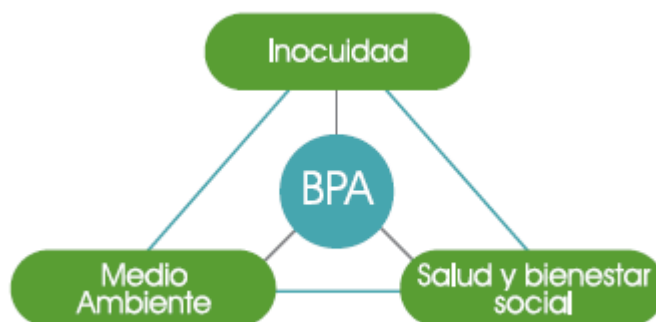 Inocuidad
BPA
Medio
Ambiente
Salud y bienestar
social